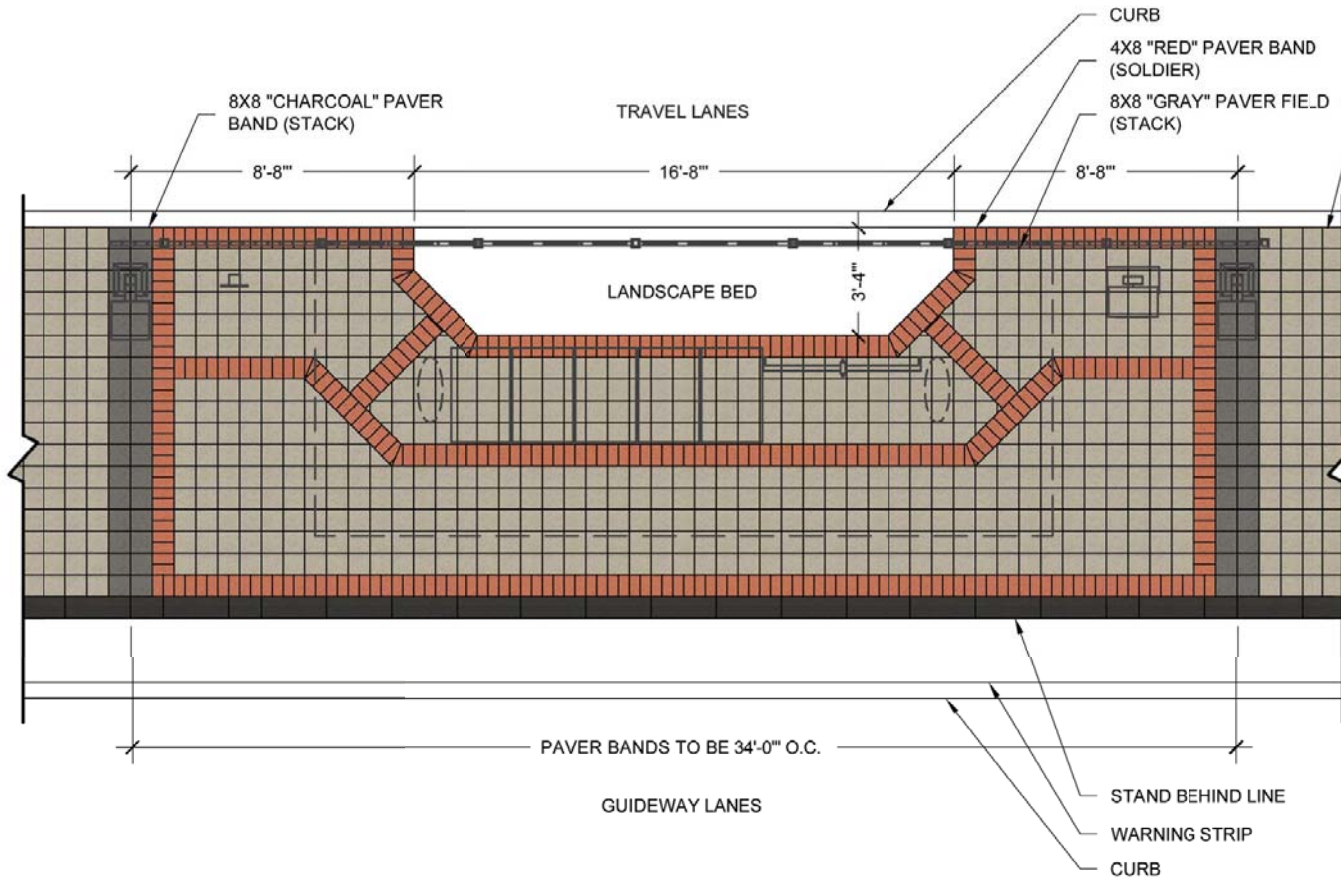 CURB
4X8 "RED" PAVER BAND
(SOLDIER)
8X8 "GRAY" PAVER FIELD
(STACK)
8X8 "CHARCOAL" PAVER
BAND (STACK)
TRAVEL LANES
8'-8"'
16'-8"'
8'-8"'
LANDSCAPE BED
3'-4"'
PAVER BANDS TO BE 34'-0"' O.C.
GUIDEWAY LANES
STAND BEHIND LINE
WARNING STRIP
CURB